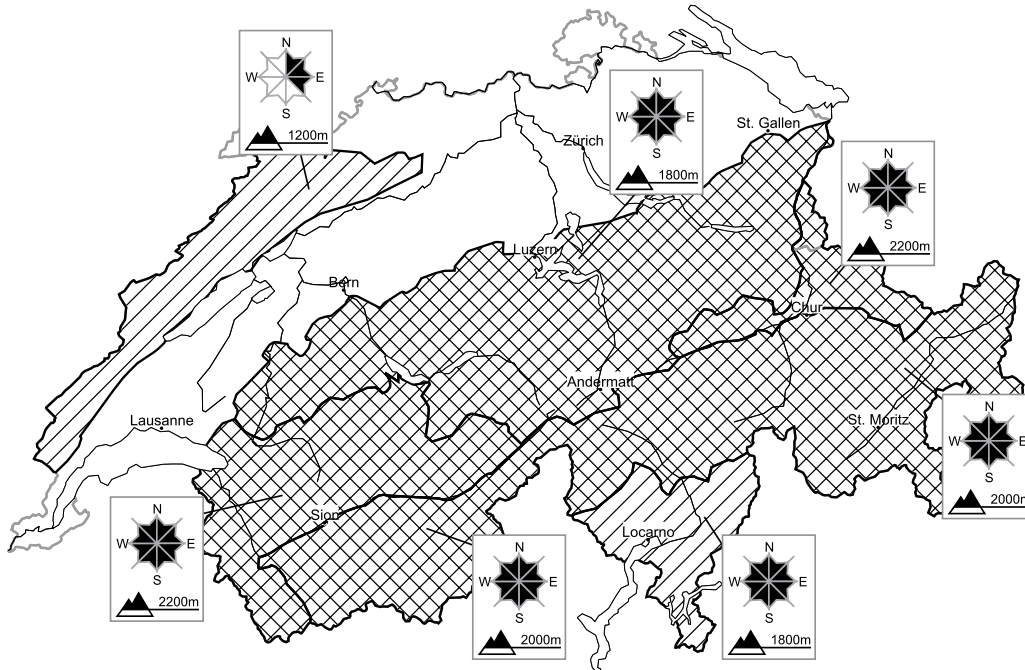 N
W E
S
1200m
N
W E
S
1800m
Zürich
St. Gallen
N
W E
S
2200m
Luzern
Bern
Chur
Andermatt
Lausanne
St. Moritz
N
W E
S
2000m
N
W E
S
2200m
Sion
Locarno
N
W E
S
2000m
N
W E
S
1800m